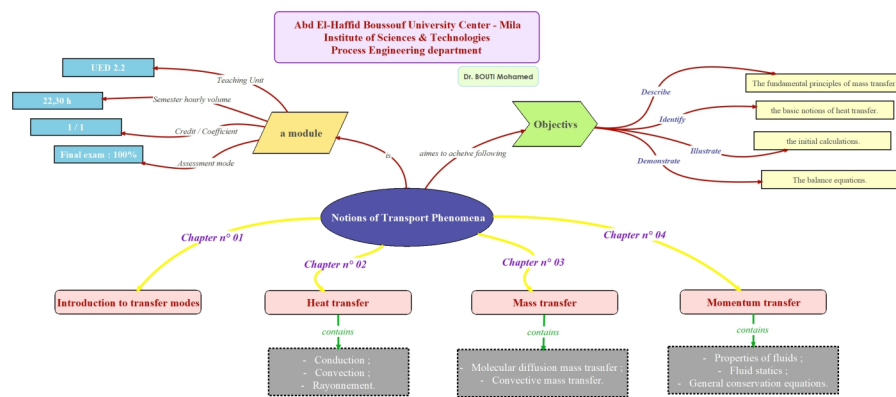 Abd El-Haffid Boussouf University Center - Mila
Institute of Sciences & Technologies
Process Engineering department
Dr. BOUTI Mohamed
UED 2.2
Teaching Unit
22,30 h
Semester hourly volume
1 / 1
Credit / Coefficient
Final exam ; 100%
Assessment mode
a module
is
Objectivs
aimes to acheive following
Describe
The fundamental principles of mass transfer
Identify
the basic notions of heat transfer.
Illustrate
the initial calculations.
Demonstrate
The balance equations.
Notions of Transport Phenomena
Chapter n° 01
Introduction to transfer modes
Chapter n° 02
Heat transfer
contains
- Conduction ;
- Convection ;
- Rayonnement.
Chapter n° 03
Mass transfer
contains
- Molecular diffusion mass trasnfer ;
- Convective mass transfer.
Chapter n° 04
Momentum transfer
contains
- Properties of fluids ;
- Fluid statics ;
- General conservation equations.